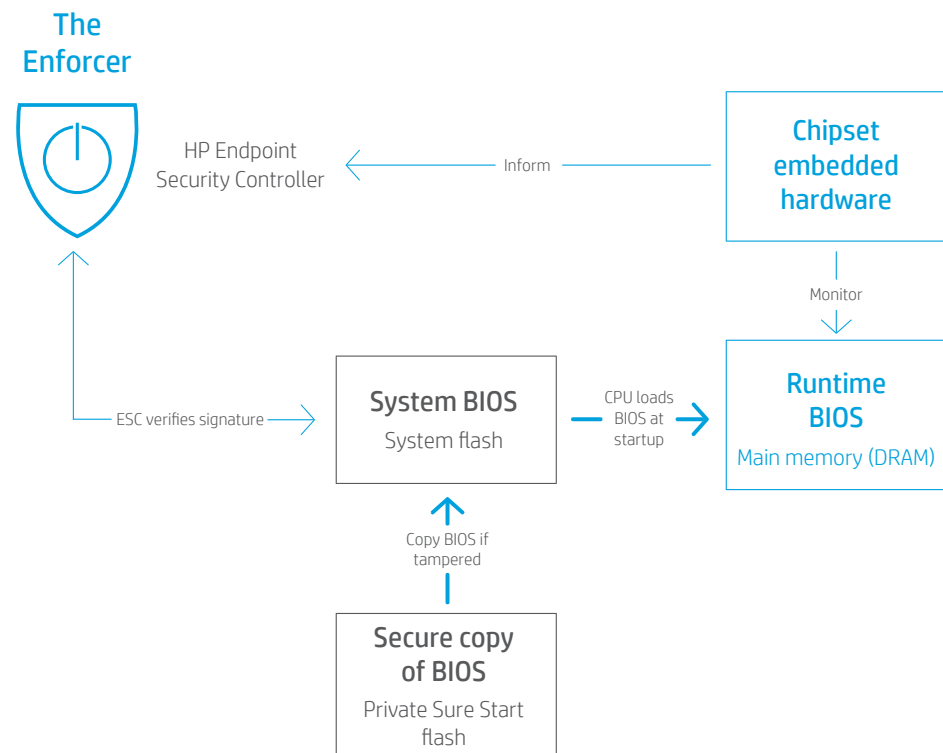 The
Enforcer
HP Endpoint
Security Controller
Inform
Chipset
embedded
hardware
Monitor
ESC verifies signature
System BIOS
System flash
CPU loads
BIOS at
startup
Runtime
BIOS
Main memory (DRAM)
Copy BIOS if
tampered
Secure copy
of BIOS
Private Sure Start
flash